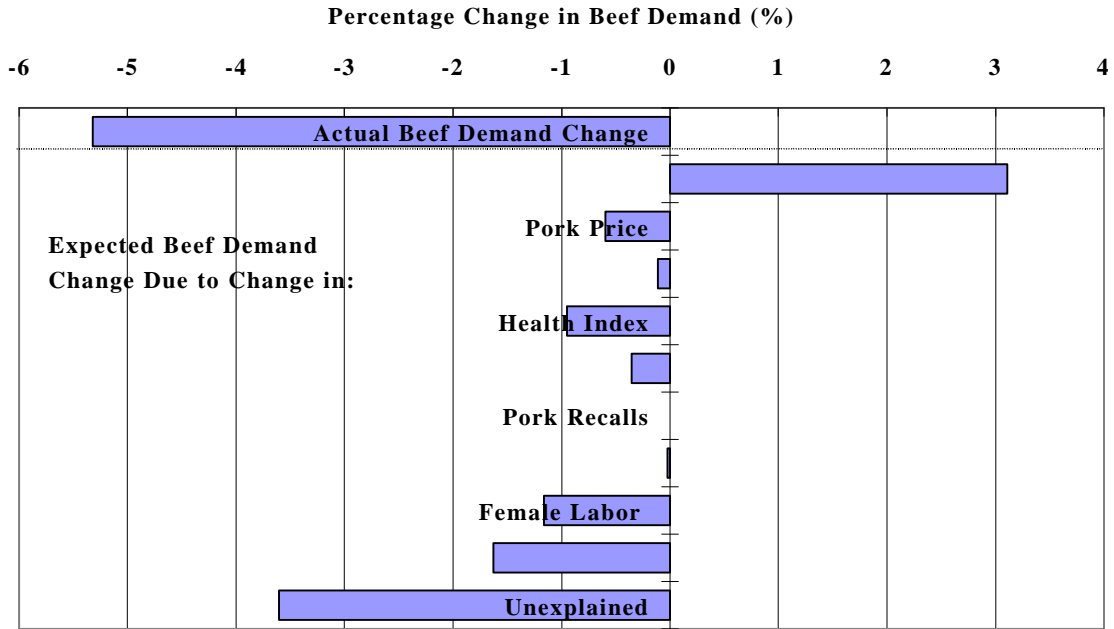 Percentage Change in Beef Demand (%)
-6 -5 -4 -3 -2 -1 0 1 2 3 4
Actual Beef Demand Change
Pork Price
Expected Beef Demand
Change Due to Change in:
Health Index
Pork Recalls
Female Labor
Unexplained